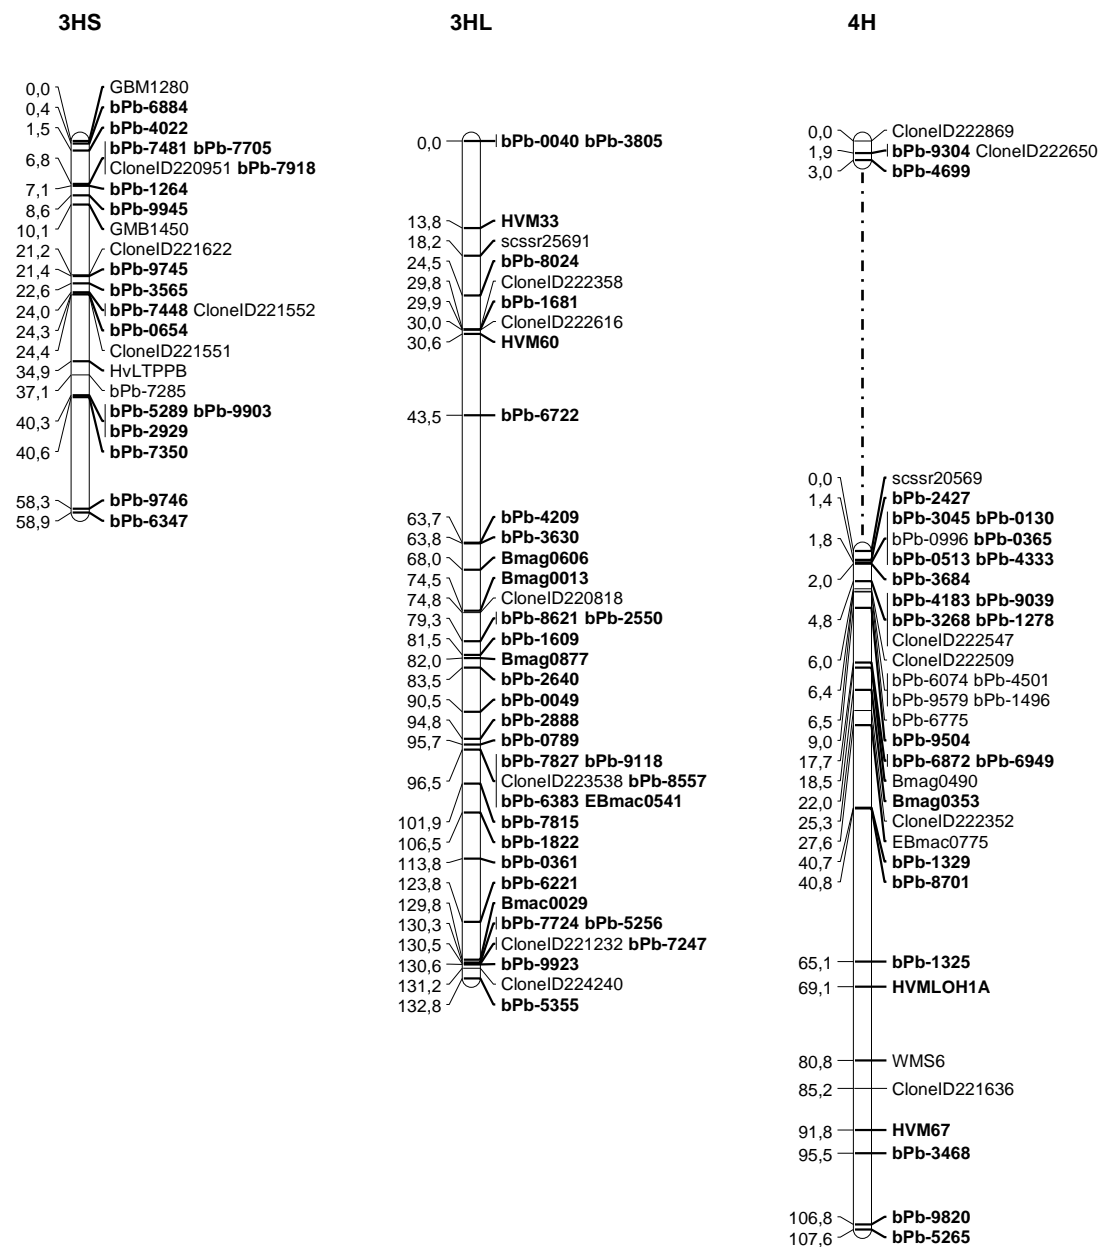 3HS
0,0 GBM1280
0,4 bPb-6884
1,5 bPb-4022
bPb-7481 bPb-7705
6,8 CloneID220951 bPb-7918
7,1 bPb-1264
8,6 bPb-9945
10,1 GMB1450
21,2 CloneID221622
21,4 bPb-9745
22,6 bPb-3565
24,0 bPb-7448 CloneID221552
24,3 bPb-0654
24,4 CloneID221551
34,9 HvLTPPB
37,1 bPb-7285
40,3 bPb-5289 bPb-9903
bPb-2929
40,6 bPb-7350
58,3 bPb-9746
58,9 bPb-6347
3HL
0,0 bPb-0040 bPb-3805
13,8 HVM33
18,2 scssr25691
24,5 bPb-8024
29,8 CloneID222358
29,9 bPb-1681
30,0 CloneID222616
30,6 HVM60
43,5 bPb-6722
63,7 bPb-4209
63,8 bPb-3630
68,0 Bmag0606
74,5 Bmag0013
74,8 CloneID220818
79,3 bPb-8621 bPb-2550
81,5 bPb-1609
82,0 Bmag0877
83,5 bPb-2640
90,5 bPb-0049
94,8 bPb-2888
95,7 bPb-0789
bPb-7827 bPb-9118
96,5 CloneID223538 bPb-8557
bPb-6383 EBmac0541
101,9 bPb-7815
106,5 bPb-1822
113,8 bPb-0361
123,8 bPb-6221
129,8 Bmac0029
130,3 bPb-7724 bPb-5256
130,5 CloneID221232 bPb-7247
130,6 bPb-9923
131,2 CloneID224240
132,8 bPb-5355
4H
0,0 CloneID222869
1,9 bPb-9304 CloneID222650
3,0 bPb-4699
0,0 scssr20569
1,4 bPb-2427
bPb-3045 bPb-0130
1,8 bPb-0996 bPb-0365
bPb-0513 bPb-4333
2,0 bPb-3684
bPb-4183 bPb-9039
4,8 bPb-3268 bPb-1278
CloneID222547
6,0 CloneID222509
6,4 bPb-6074 bPb-4501
bPb-9579 bPb-1496
6,5 bPb-6775
9,0 bPb-9504
17,7 bPb-6872 bPb-6949
18,5 Bmag0490
22,0 Bmag0353
25,3 CloneID222352
27,6 EBmac0775
40,7 bPb-1329
40,8 bPb-8701
65,1 bPb-1325
69,1 HVMLOH1A
80,8 WMS6
85,2 CloneID221636
91,8 HVM67
95,5 bPb-3468
106,8 bPb-9820
107,6 bPb-5265